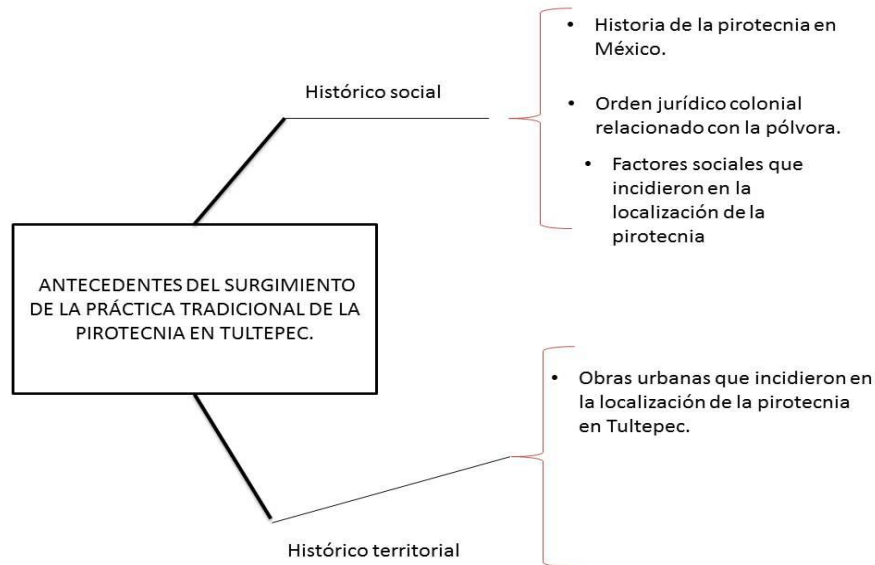 Histórico social
• Historia de la pirotecnia en
México.
• Orden jurídico colonial
relacionado con la pólvora.
• Factores sociales que
incidieron en la
localización de la
pirotecnia
ANTECEDENTES DEL SURGIMIENTO
DE LA PRÁCTICA TRADICIONAL DE LA
PIROTECNIA EN TULTEPEC.
Histórico territorial
• Obras urbanas que incidieron en
la localización de la pirotecnia
en Tultepec.